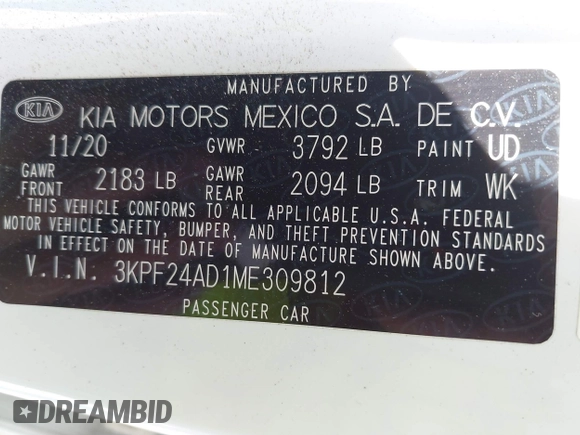 MANUFACTURED BY
KIA KIA MOTORS MEXICO S.A. DE C.V.
11/20 GVWR 3792 LB PAINT UD
GAWR FRONT 2183 LB GAWR REAR 2094 LB TRIM WK
THIS VEHICLE CONFORMS TO ALL APPLICABLE U.S.A. FEDERAL
MOTOR VEHICLE SAFETY, BUMPER, AND THEFT PREVENTION STANDARDS
IN EFFECT ON THE DATE OF MANUFACTURE SHOWN ABOVE.
V.I.N. 3KPF24AD1ME309812
PASSENGER CAR
DREAMBID